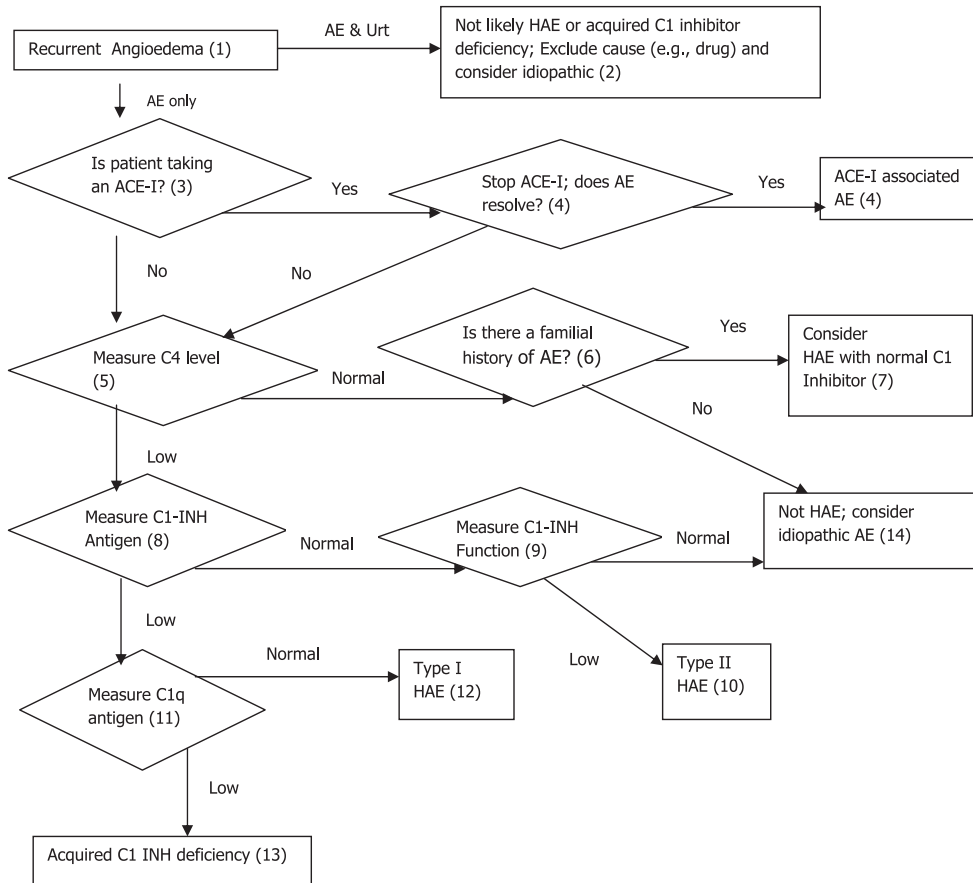 Recurrent Angioedema (1)
AE & Urt
Not likely HAE or acquired C1 inhibitor
deficiency; Exclude cause (e.g., drug) and
consider idiopathic (2)
AE only
Is patient taking
an ACE-I? (3)
Yes
Stop ACE-I; does AE
resolve? (4)
Yes
ACE-I associated
AE (4)
No
No
Measure C4 level
(5)
Normal
Is there a familial
history of AE? (6)
Yes
Consider
HAE with normal C1
Inhibitor (7)
No
Low
Measure C1-INH
Antigen (8)
Normal
Measure C1-INH
Function (9)
Normal
Not HAE; consider
idiopathic AE (14)
Low
Measure C1q
antigen (11)
Normal
Type I
HAE (12)
Low
Type II
HAE (10)
Low
Acquired C1 INH deficiency (13)